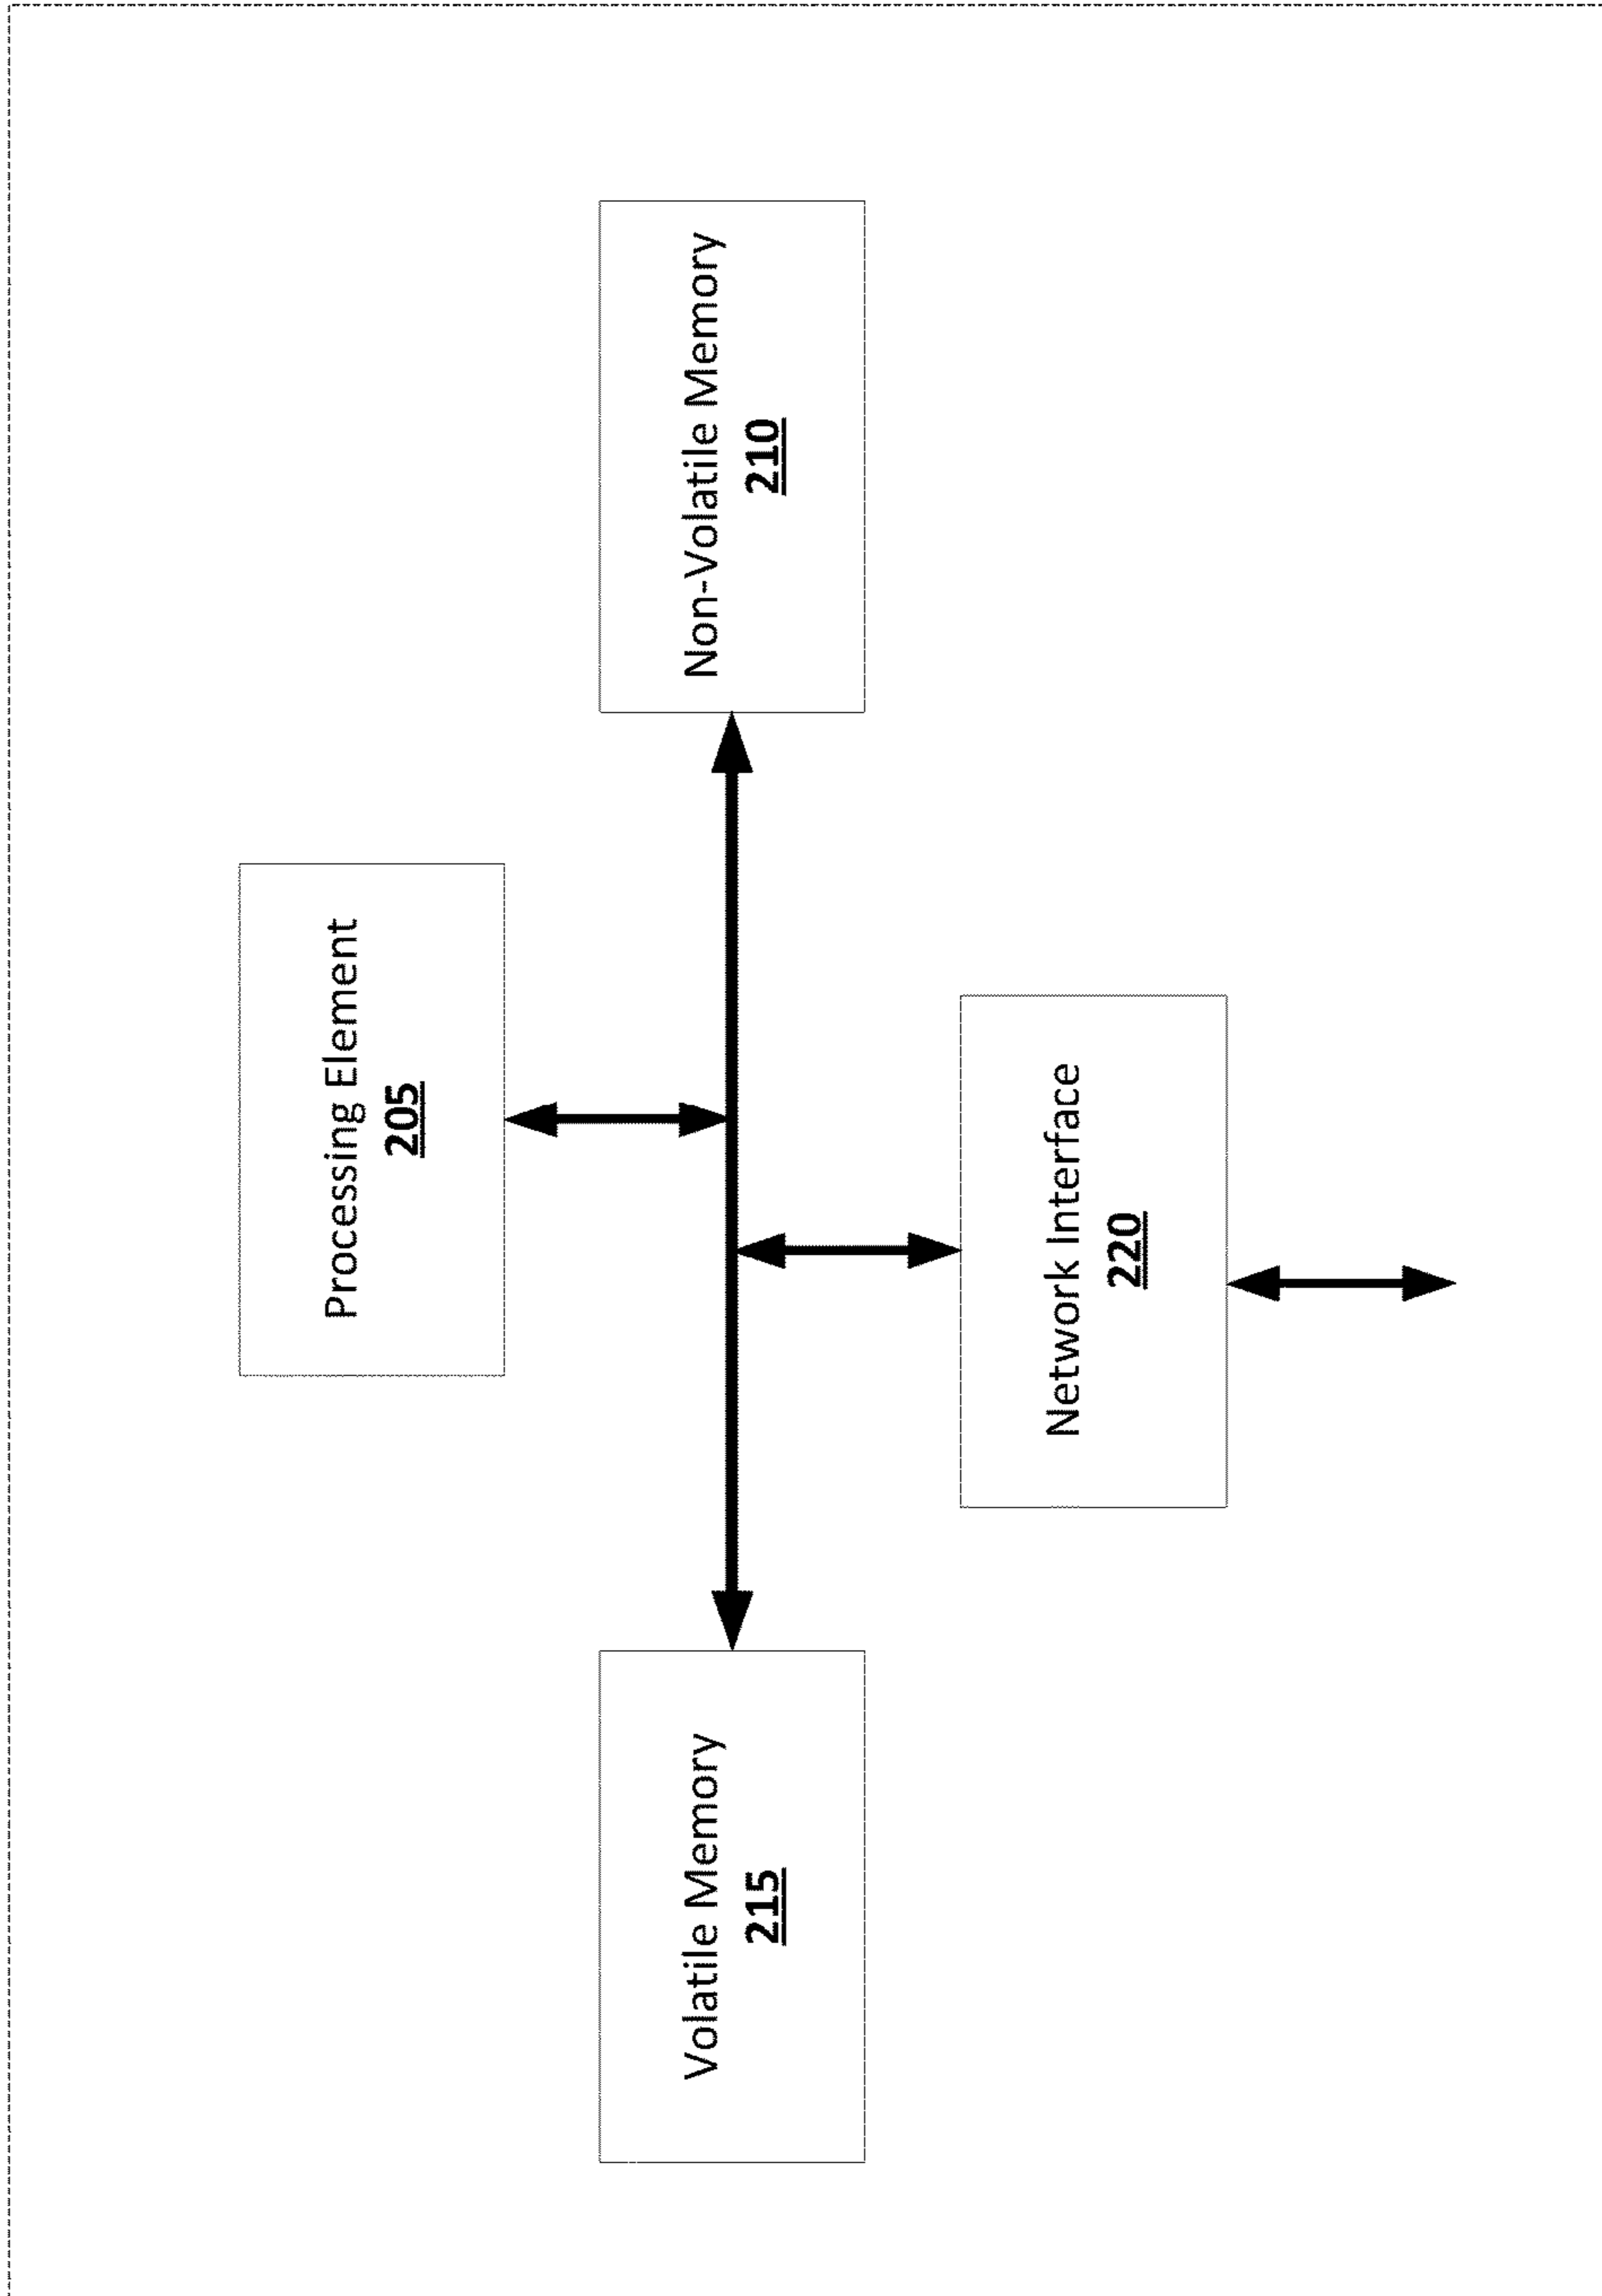 Processing Element
205
Volatile Memory
215
Non-Volatile Memory
210
Network Interface
220